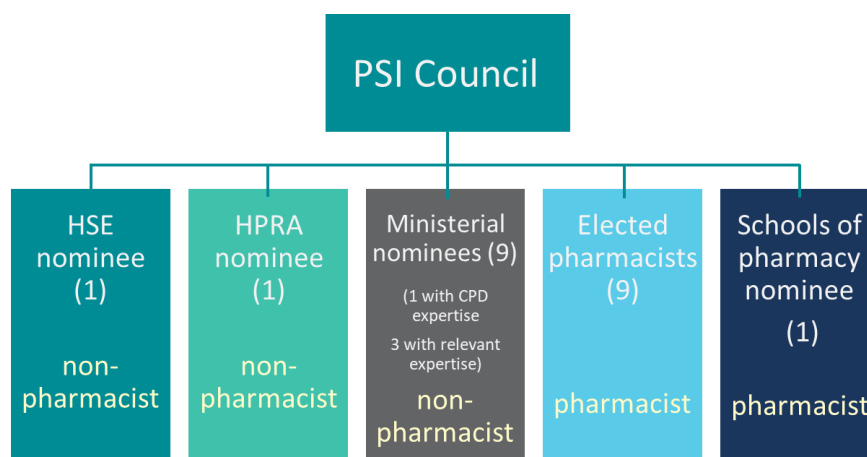 PSI Council
HSE
nominee
(1)
non-
pharmacist
HPRA
nominee
(1)
non-
pharmacist
Ministerial
nominees (9)
(1 with CPD
expertise
3 with relevant
expertise)
non-
pharmacist
Elected
pharmacists
(9)
pharmacist
Schools of
pharmacy
nominee
(1)
pharmacist